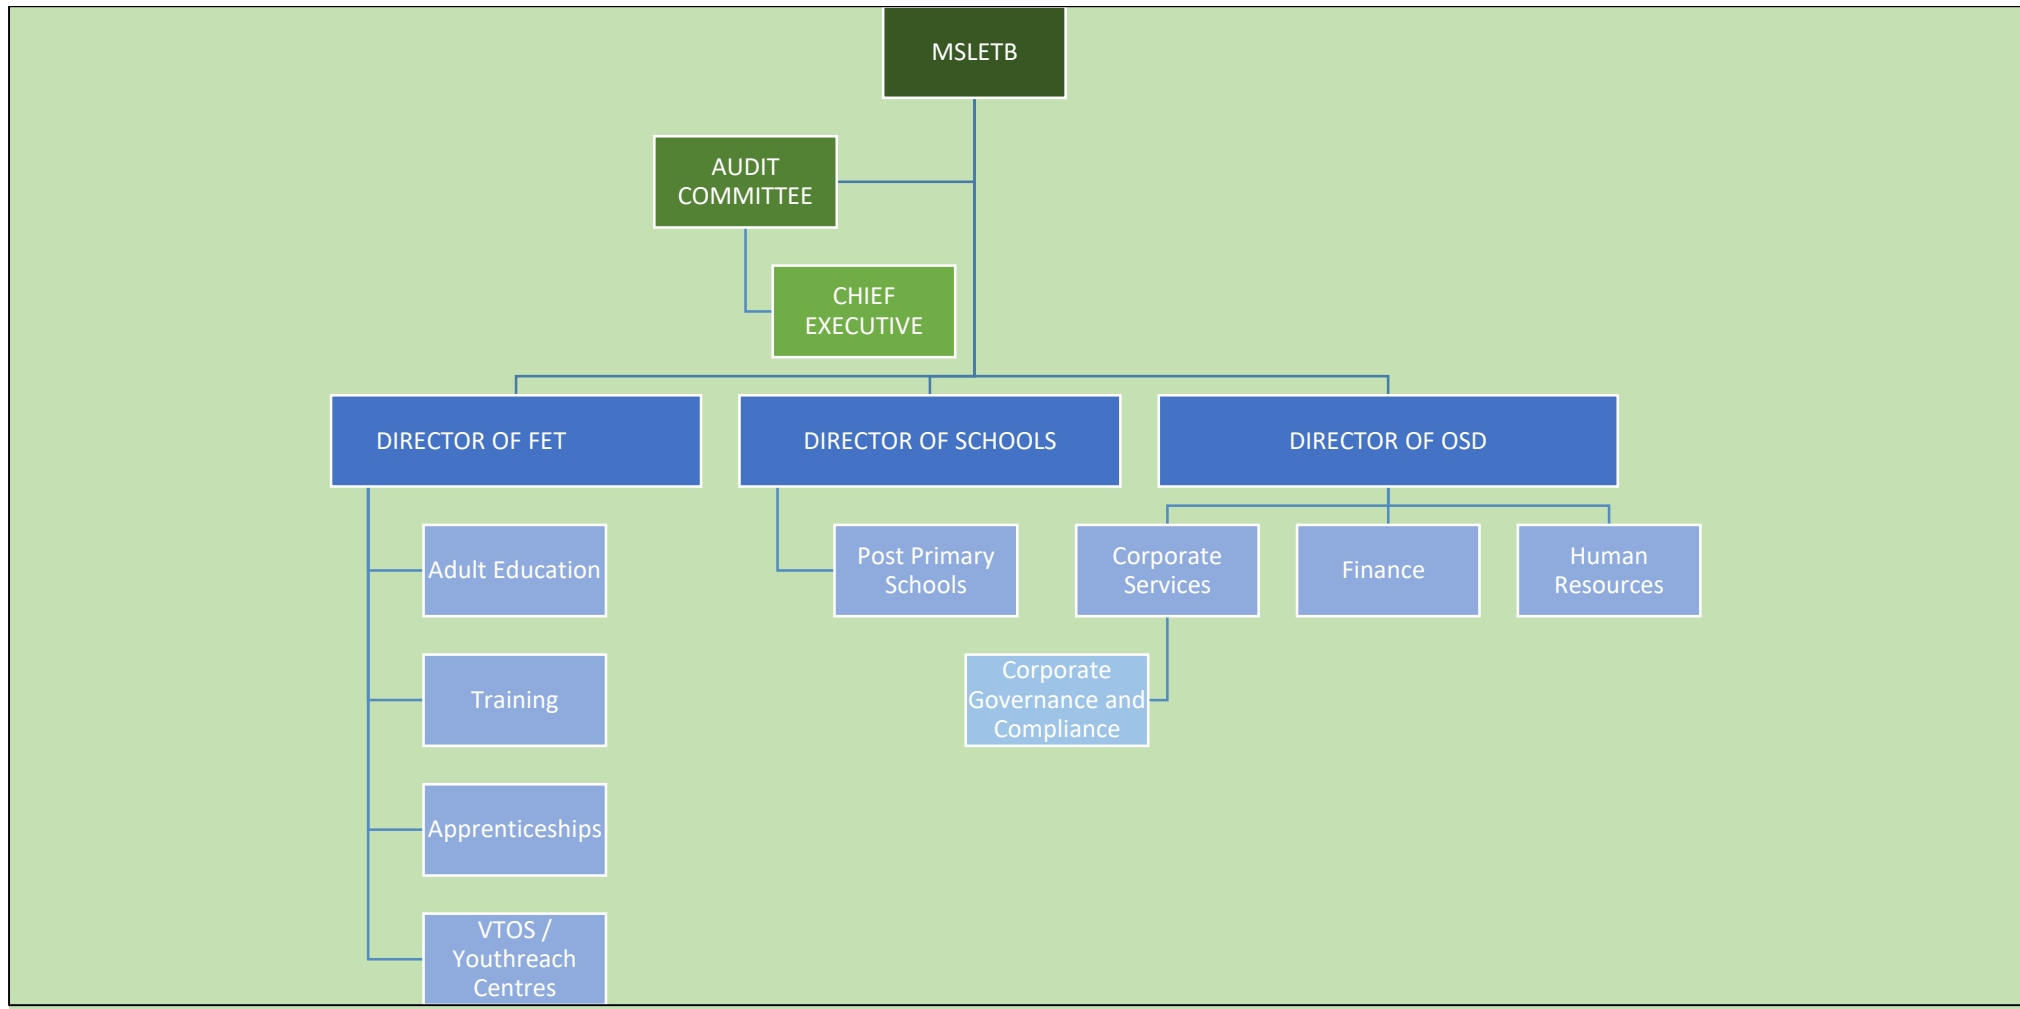 MSLETB
AUDIT
COMMITTEE
CHIEF
EXECUTIVE
DIRECTOR OF FET
DIRECTOR OF SCHOOLS
DIRECTOR OF OSD
Adult Education
Training
Apprenticeships
VTOS /
Youthreach
Centres
Post Primary
Schools
Corporate
Services
Corporate
Governance and
Compliance
Finance
Human
Resources